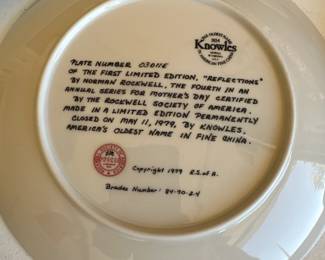 Knowles
PLATE NUMBER 03011E
OF THE FIRST LIMITED EDITION, "REFLECTIONS"
BY NORMAN ROCKWELL, THE FOURTH IN AN
ANNUAL SERIES FOR MOTHER'S DAY CERTIFIED
BY THE ROCKWELL SOCIETY OF AMERICA.
MADE IN A LIMITED EDITION PERMANENTLY
CLOSED ON MAY 11, 1979, BY KNOWLES,
AMERICA'S OLDEST NAME IN FINE CHINA.
Copyright 1979 R.S. of A.
Bradex Number: 84-70-2.4